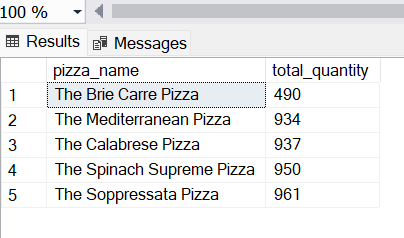 100 %
Results Messages
pizza_name total_quantity
1 The Brie Carre Pizza 490
2 The Mediterranean Pizza 934
3 The Calabrese Pizza 937
4 The Spinach Supreme Pizza 950
5 The Soppressata Pizza 961